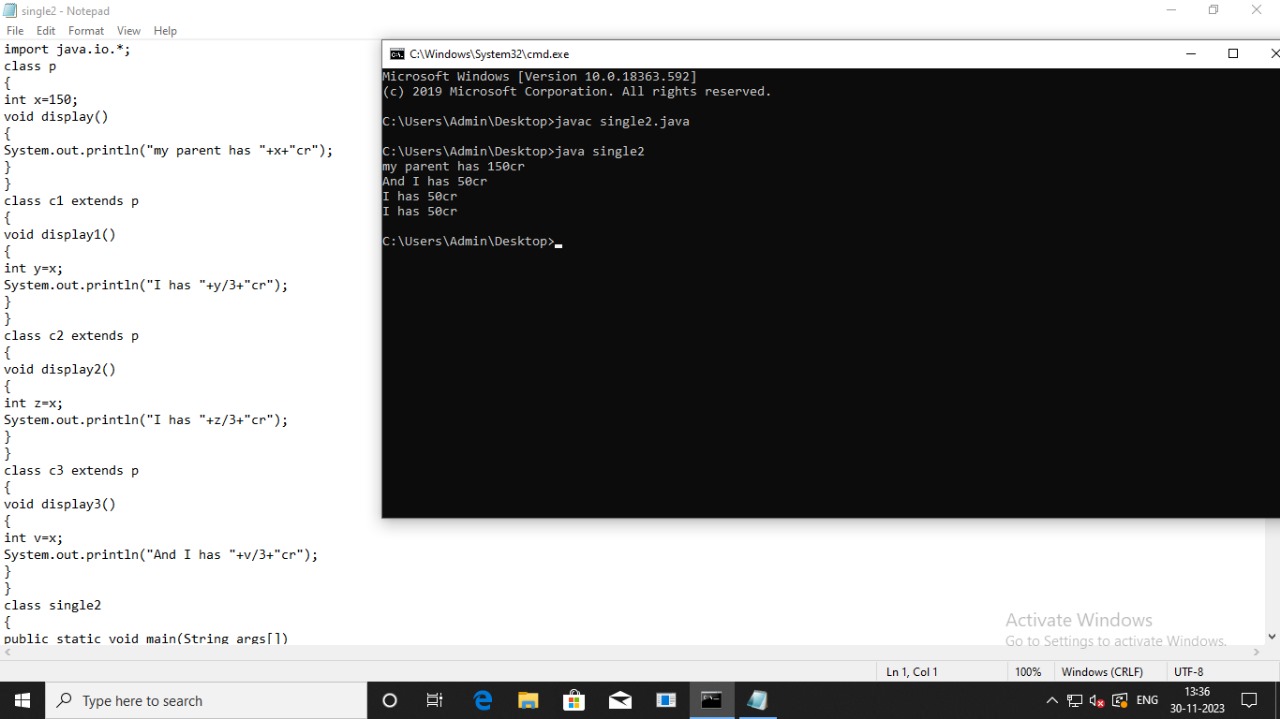 single2 - Notepad
File Edit Format View Help
import java.io.*;
class p
{
int x=150;
void display()
{
System.out.println("my parent has "+x+"cr");
}
}
class c1 extends p
{
void display1()
{
int y=x;
System.out.println("I has "+y/3+"cr");
}
}
class c2 extends p
{
void display2()
{
int z=x;
System.out.println("I has "+z/3+"cr");
}
}
class c3 extends p
{
void display3()
{
int v=x;
System.out.println("And I has "+v/3+"cr");
}
}
class single2
{
public static void main(String args[])
C:\Windows\System32\cmd.exe
Microsoft Windows [Version 10.0.18363.592]
(c) 2019 Microsoft Corporation. All rights reserved.
C:\Users\Admin\Desktop>javac single2.java
C:\Users\Admin\Desktop>java single2
my parent has 150cr
And I has 50cr
I has 50cr
I has 50cr
C:\Users\Admin\Desktop>
Activate Windows
Go to Settings to activate Windows.
Ln 1, Col 1 100% Windows (CRLF) UTF-8
Type here to search
ENG
13:36
30-11-2023